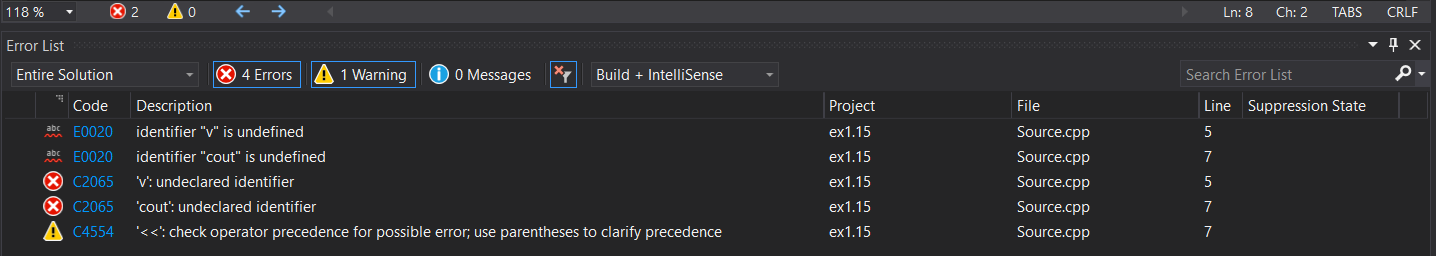 118 % 2 0 Ln: 8 Ch: 2 TABS CRLF
Error List
Entire Solution 4 Errors 1 Warning 0 Messages Build + IntelliSense Search Error List
Code Description Project File Line Suppression State
abc E0020 identifier "v" is undefined ex1.15 Source.cpp 5
abc E0020 identifier "cout" is undefined ex1.15 Source.cpp 7
C2065 'v': undeclared identifier ex1.15 Source.cpp 5
C2065 'cout': undeclared identifier ex1.15 Source.cpp 7
C4554 '<<': check operator precedence for possible error; use parentheses to clarify precedence ex1.15 Source.cpp 7